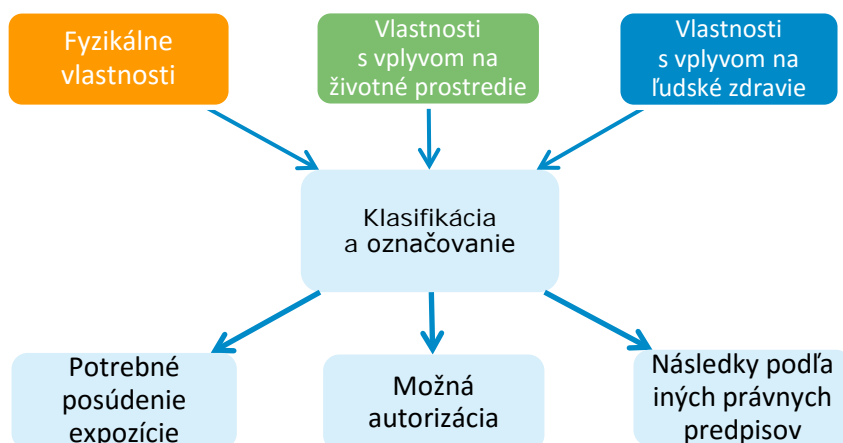 Fyzikálne
vlastnosti
Vlastnosti
s vplyvom na
životné prostredie
Vlastnosti
s vplyvom na
ľudské zdravie
Klasifikácia
a označovanie
Potrebné
posúdenie
expozície
Možná
autorizácia
Následky podľa
iných právnych
predpisov